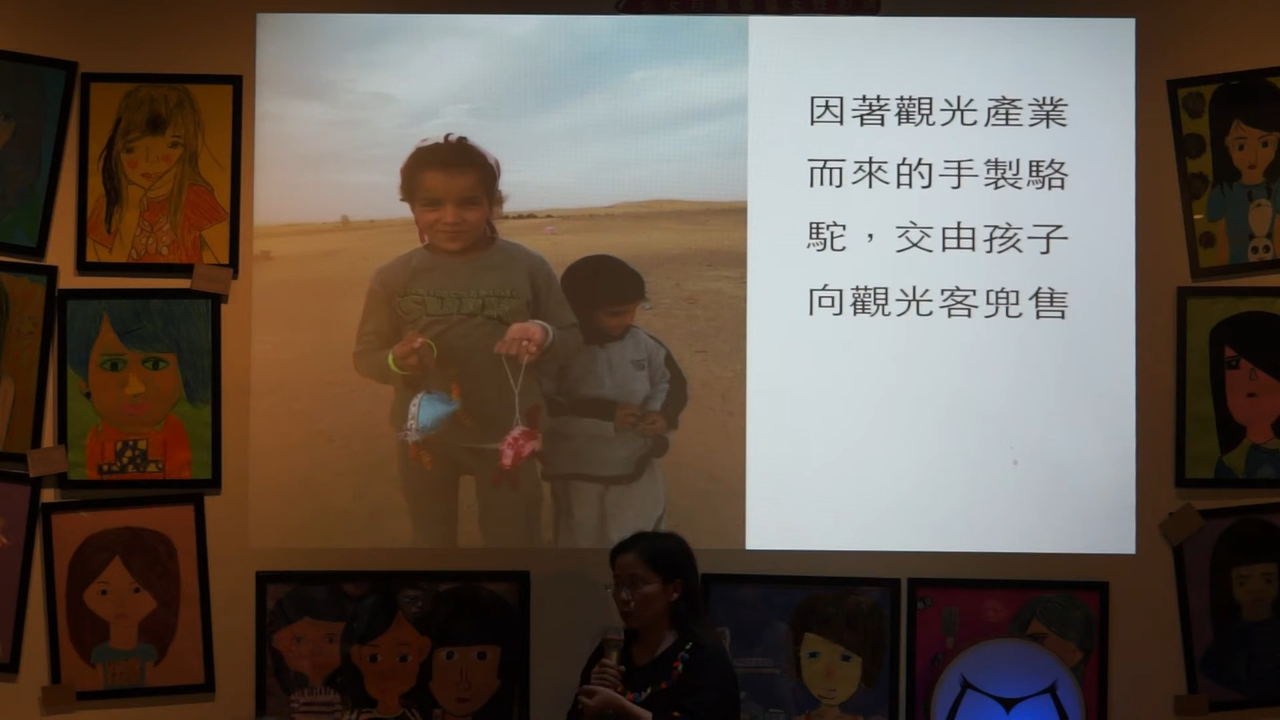 因著觀光產業
而來的手製駱
駝，交由孩子
向觀光客兜售